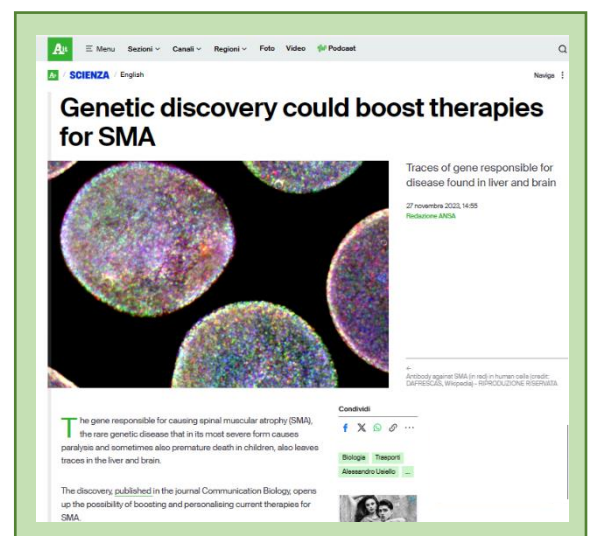 A it
Menu Sezioni Canali Regioni Foto Video Podcast
A / SCIENZA / English Naviga
Genetic discovery could boost therapies
for SMA
Traces of gene responsible for
disease found in liver and brain
27 novembre 2023, 14:55
Redazione ANSA
Antibody against SMA (in red) in human cells (credit:
DAFRESCAS, Wikipedia) - RIPRODUZIONE RISERVATA
The gene responsible for causing spinal muscular atrophy (SMA),
the rare genetic disease that in its most severe form causes
paralysis and sometimes also premature death in children, also leaves
traces in the liver and brain.
The discovery, published in the journal Communication Biology, opens
up the possibility of boosting and personalising current therapies for
SMA.
Condividi
Biologia Trasporti
Alessandro Usiello ...